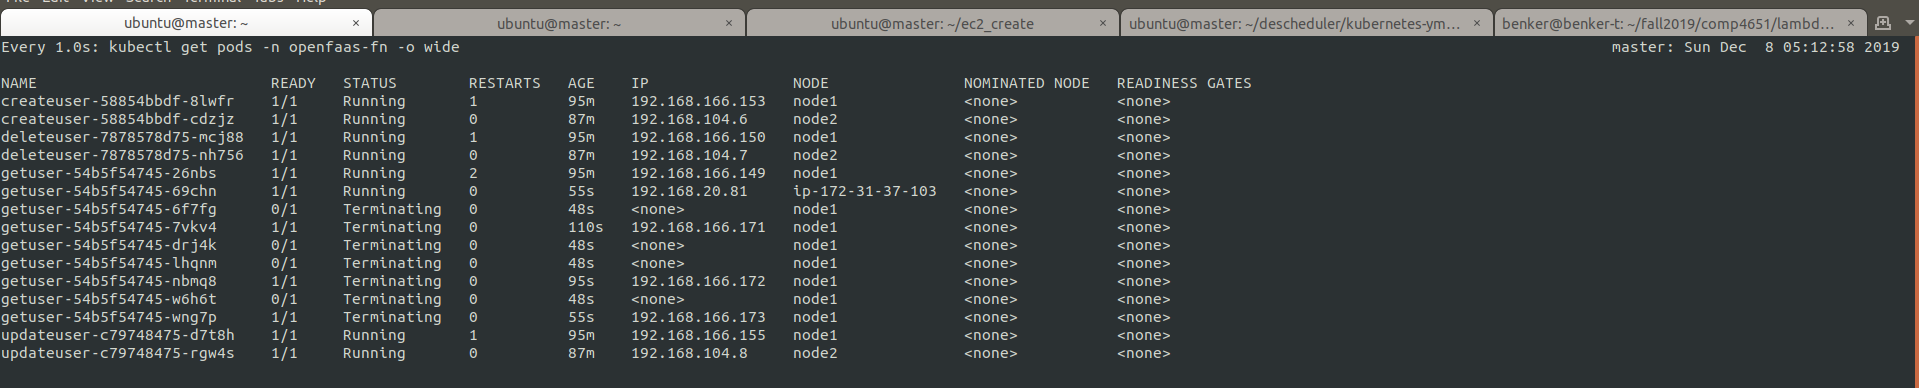 File Edit View Search Terminal Tabs Help
ubuntu@master: ~ × ubuntu@master: ~ × ubuntu@master: ~/ec2_create × ubuntu@master: ~/descheduler/kubernetes-ym... × benker@benker-t: ~/fall2019/comp4651/lambd... ×
Every 1.0s: kubectl get pods -n openfaas-fn -o wide master: Sun Dec 8 05:12:58 2019
NAME READY STATUS RESTARTS AGE IP NODE NOMINATED NODE READINESS GATES
createuser-58854bbdf-8lwfr 1/1 Running 1 95m 192.168.166.153 node1 <none> <none>
createuser-58854bbdf-cdzjz 1/1 Running 0 87m 192.168.104.6 node2 <none> <none>
deleteuser-7878578d75-mcj88 1/1 Running 1 95m 192.168.166.150 node1 <none> <none>
deleteuser-7878578d75-nh756 1/1 Running 0 87m 192.168.104.7 node2 <none> <none>
getuser-54b5f54745-26nbs 1/1 Running 2 95m 192.168.166.149 node1 <none> <none>
getuser-54b5f54745-69chn 1/1 Running 0 55s 192.168.20.81 ip-172-31-37-103 <none> <none>
getuser-54b5f54745-6f7fg 0/1 Terminating 0 48s <none> node1 <none> <none>
getuser-54b5f54745-7vkv4 1/1 Terminating 0 110s 192.168.166.171 node1 <none> <none>
getuser-54b5f54745-drj4k 0/1 Terminating 0 48s <none> node1 <none> <none>
getuser-54b5f54745-lhqnm 0/1 Terminating 0 48s <none> node1 <none> <none>
getuser-54b5f54745-nbmq8 1/1 Terminating 0 95s 192.168.166.172 node1 <none> <none>
getuser-54b5f54745-w6h6t 0/1 Terminating 0 48s <none> node1 <none> <none>
getuser-54b5f54745-wng7p 1/1 Terminating 0 55s 192.168.166.173 node1 <none> <none>
updateuser-c79748475-d7t8h 1/1 Running 1 95m 192.168.166.155 node1 <none> <none>
updateuser-c79748475-rgw4s 1/1 Running 0 87m 192.168.104.8 node2 <none> <none>